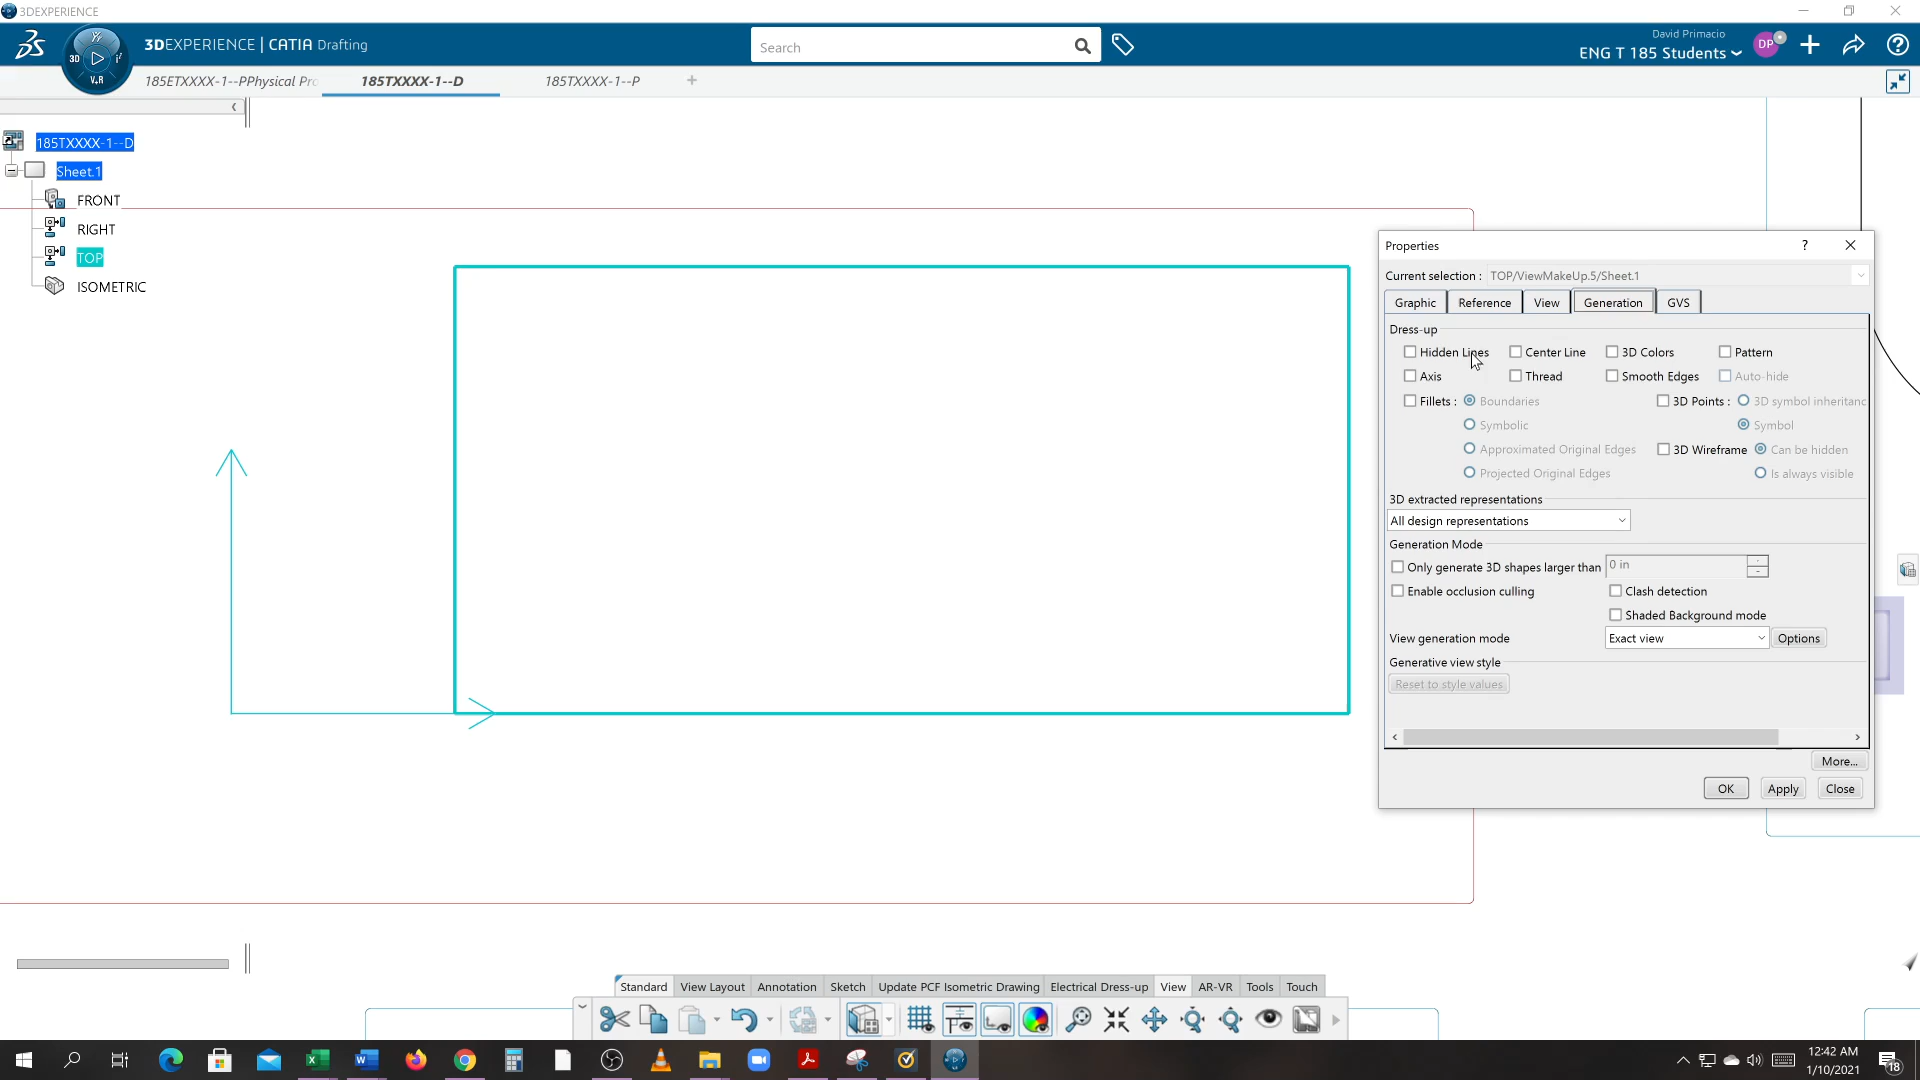 3DEXPERIENCE
3DEXPERIENCE | CATIA Drafting
3D
V.R
Search
David Primacio
ENG T 185 Students
DP
185ETXXXX-1--PPhysical Pro
185TXXXX-1--D
185TXXXX-1--P
185TXXXX-1--D
Sheet.1
FRONT
RIGHT
TOP
ISOMETRIC
Properties
Current selection : TOP/ViewMakeUp.5/Sheet.1
Graphic Reference View Generation GVS
Dress-up
Hidden Lines Center Line 3D Colors Pattern
Axis Thread Smooth Edges Auto-hide
Fillets : Boundaries 3D Points : 3D symbol inheritanc
Symbolic Symbol
Approximated Original Edges 3D Wireframe Can be hidden
Projected Original Edges Is always visible
3D extracted representations
All design representations
Generation Mode
Only generate 3D shapes larger than 0 in
Enable occlusion culling Clash detection
Shaded Background mode
View generation mode Exact view Options
Generative view style
Reset to style values
More...
OK Apply Close
Standard View Layout Annotation Sketch Update PCF Isometric Drawing Electrical Dress-up View AR-VR Tools Touch
12:42 AM
1/10/2021
18